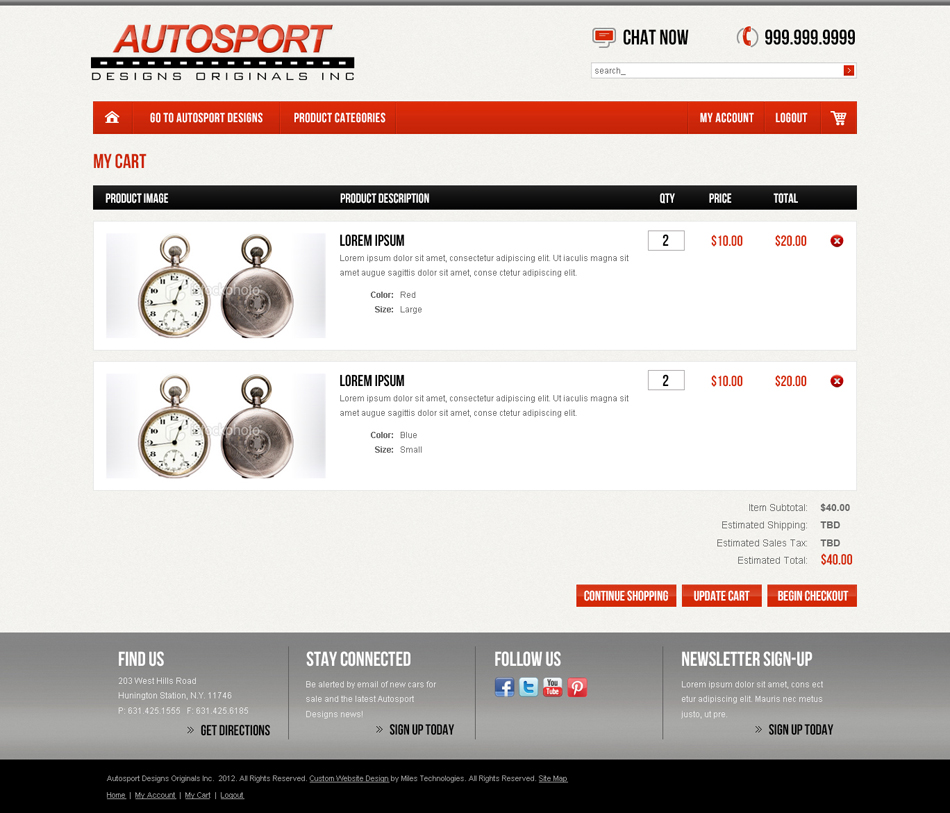 AUTOSPORT
DESIGNS ORIGINALS INC
CHAT NOW
999.999.9999
search_
GO TO AUTOSPORT DESIGNS
PRODUCT CATEGORIES
MY ACCOUNT
LOGOUT
MY CART
PRODUCT IMAGE
PRODUCT DESCRIPTION
QTY
PRICE
TOTAL
LOREM IPSUM
2
$10.00
$20.00
Lorem ipsum dolor sit amet, consectetur adipiscing elit. Ut iaculis magna sit
amet augue sagittis dolor sit amet, conse ctetur adipiscing elit.
Color: Red
Size: Large
LOREM IPSUM
2
$10.00
$20.00
Lorem ipsum dolor sit amet, consectetur adipiscing elit. Ut iaculis magna sit
amet augue sagittis dolor sit amet, conse ctetur adipiscing elit.
Color: Blue
Size: Small
Item Subtotal: $40.00
Estimated Shipping: TBD
Estimated Sales Tax: TBD
Estimated Total: $40.00
CONTINUE SHOPPING
UPDATE CART
BEGIN CHECKOUT
FIND US
203 West Hills Road
Hunington Station, N.Y. 11746
P: 631.425.1555 F: 631.425.6185
GET DIRECTIONS
STAY CONNECTED
Be alerted by email of new cars for
sale and the latest Autosport
Designs news!
SIGN UP TODAY
FOLLOW US
You
Tube
NEWSLETTER SIGN-UP
Lorem ipsum dolor sit amet, cons ect
etur adipiscing elit. Mauris nec metus
justo, ut pre.
SIGN UP TODAY
Autosport Designs Originals Inc. 2012. All Rights Reserved. Custom Website Design by Miles Technologies. All Rights Reserved. Site Map
Home | My Account | My Cart | Logout